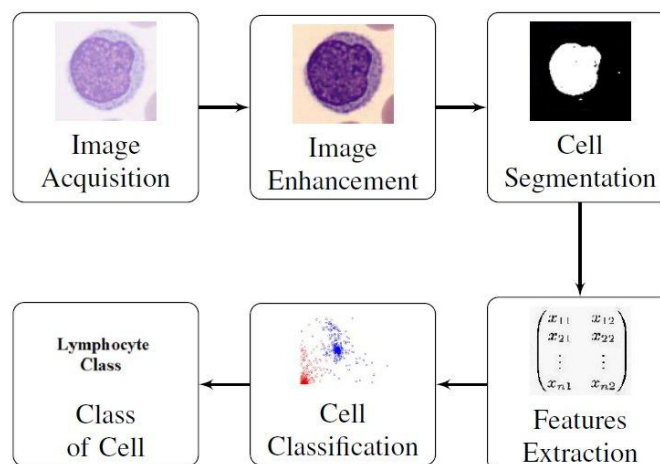 Image
Acquisition
Image
Enhancement
Cell
Segmentation
x11 x12
x21 x22
⋮ ⋮
xn1 xn2
Features
Extraction
Cell
Classification
Lymphocyte
Class
Class
of Cell